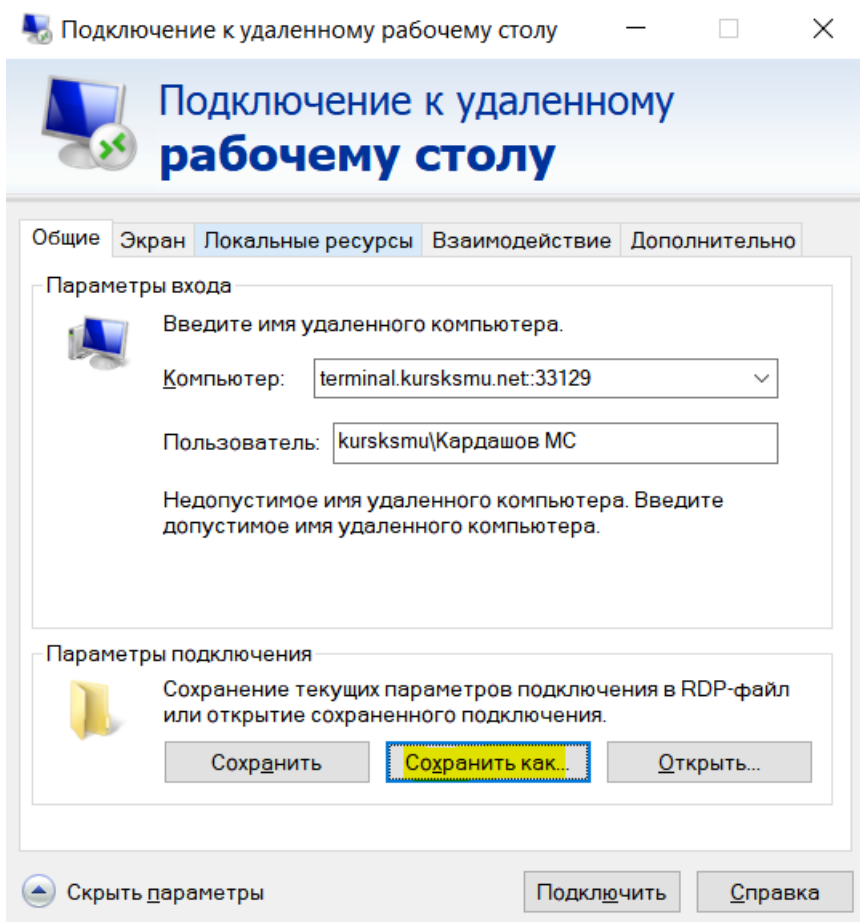 Подключение к удаленному рабочему столу
Подключение к удаленному
рабочему столу
Общие Экран Локальные ресурсы Взаимодействие Дополнительно
Параметры входа
Введите имя удаленного компьютера.
Компьютер: terminal.kursksmu.net::33129
Пользователь: kursksmu\Кардашов МС
Недопустимое имя удаленного компьютера. Введите
допустимое имя удаленного компьютера.
Параметры подключения
Сохранение текущих параметров подключения в RDP-файл
или открытие сохраненного подключения.
Сохранить Сохранить как... Открыть...
Скрыть параметры Подключить Справка